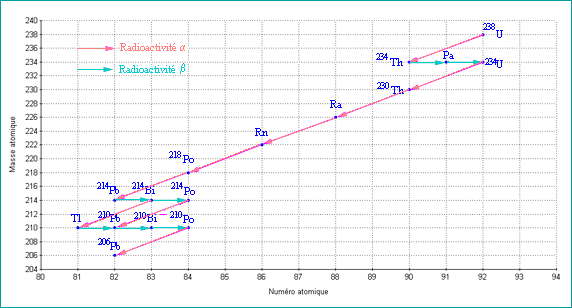 Masse atomique
240
238
236
234
232
230
228
226
224
222
220
218
216
214
212
210
208
206
204
Radioactivité α
Radioactivité β
238U
234Th
Pa
234U
230Th
Ra
Rn
218Po
214Pb 214Bi 214Po
Tl 210Pb 210Bi 210Po
206Pb
80 81 82 83 84 85 86 87 88 89 90 91 92 93 94
Numéro atomique